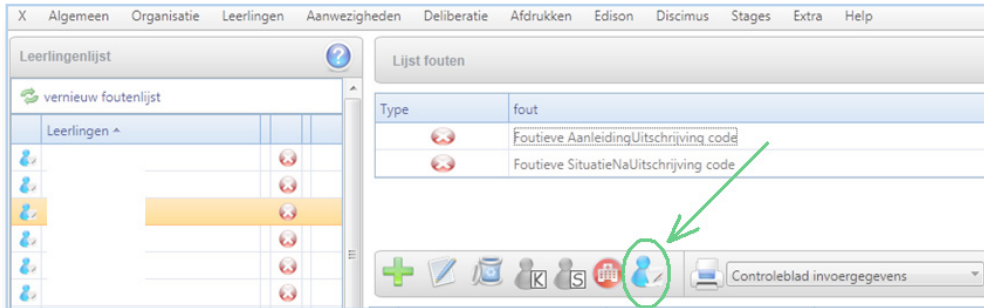 X Algemeen Organisatie Leerlingen Aanwezigheden Deliberatie Afdrukken Edison Discimus Stages Extra Help
Leerlingenlijst
?
vernieuw foutenlijst
Leerlingen
Lijst fouten
Type fout
Foutieve AanleidingUitschrijving code
Foutieve SituatieNaUitschrijving code
K S
Controleblad invoergegevens